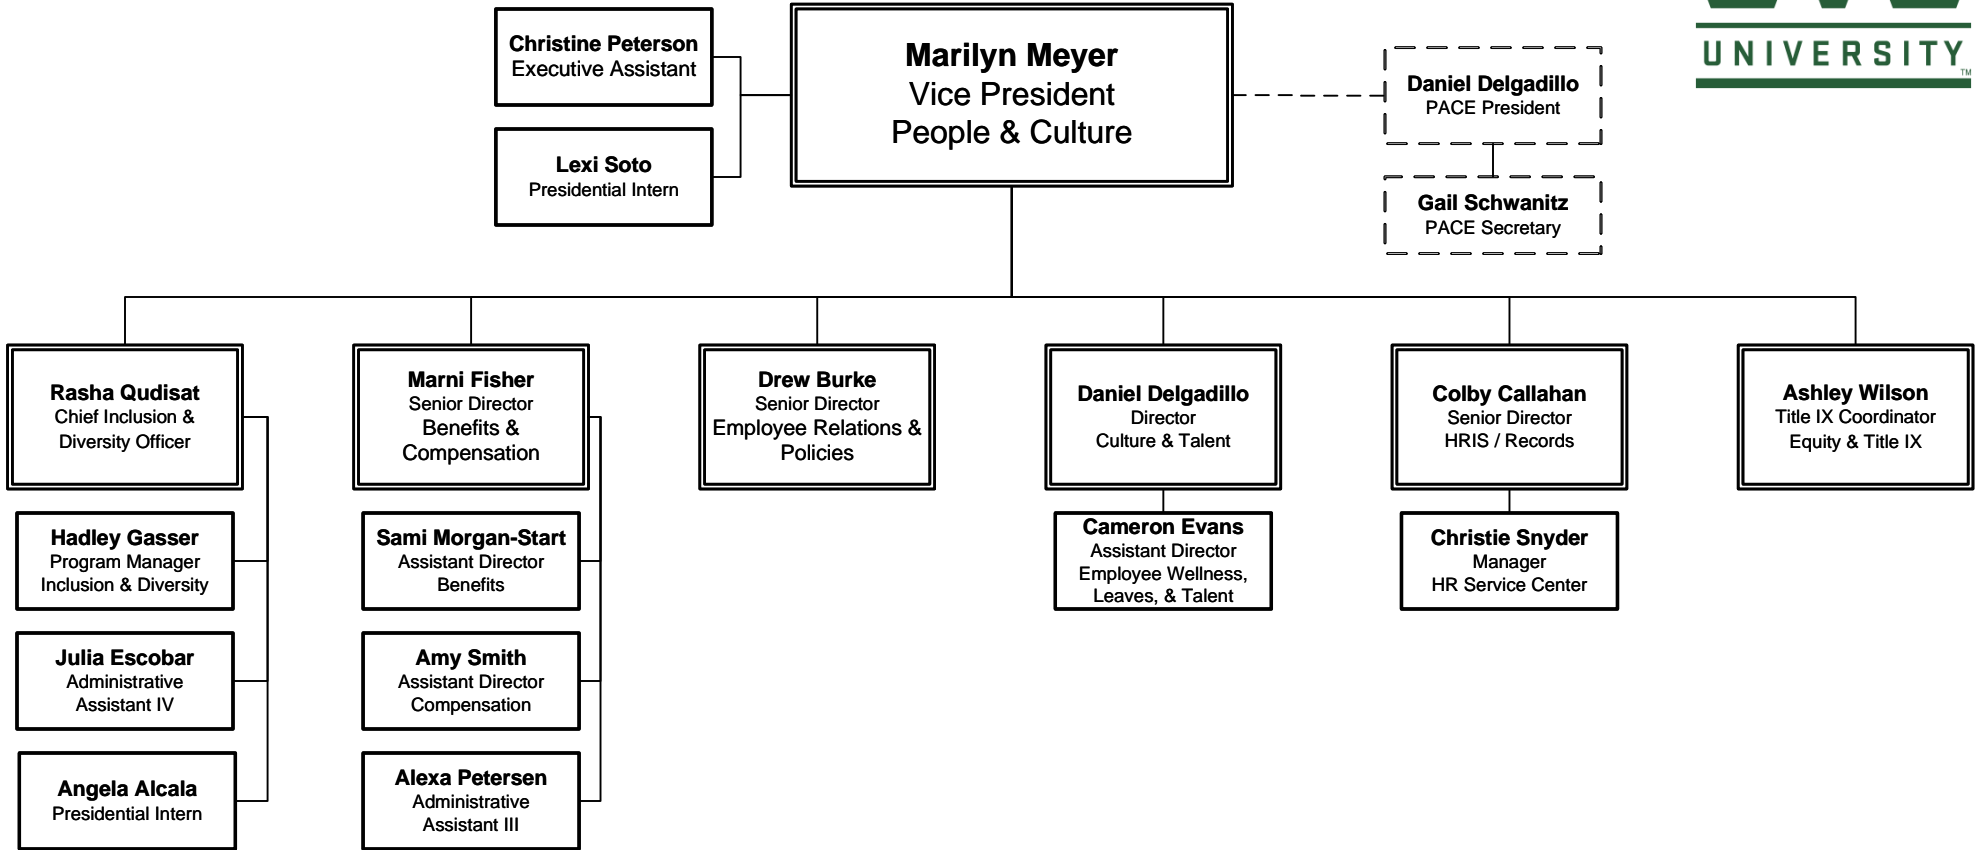 Christine Peterson
Executive Assistant
Marilyn Meyer
Vice President
People & Culture
Daniel Delgadillo
PACE President
UNIVERSITY
TM
Lexi Soto
Presidential Intern
Gail Schwanitz
PACE Secretary
Rasha Qudisat
Chief Inclusion &
Diversity Officer
Marni Fisher
Senior Director
Benefits &
Compensation
Drew Burke
Senior Director
Employee Relations &
Policies
Daniel Delgadillo
Director
Culture & Talent
Colby Callahan
Senior Director
HRIS / Records
Ashley Wilson
Title IX Coordinator
Equity & Title IX
Hadley Gasser
Program Manager
Inclusion & Diversity
Sami Morgan-Start
Assistant Director
Benefits
Cameron Evans
Assistant Director
Employee Wellness,
Leaves, & Talent
Christie Snyder
Manager
HR Service Center
Julia Escobar
Administrative
Assistant IV
Amy Smith
Assistant Director
Compensation
Angela Alcala
Presidential Intern
Alexa Petersen
Administrative
Assistant III